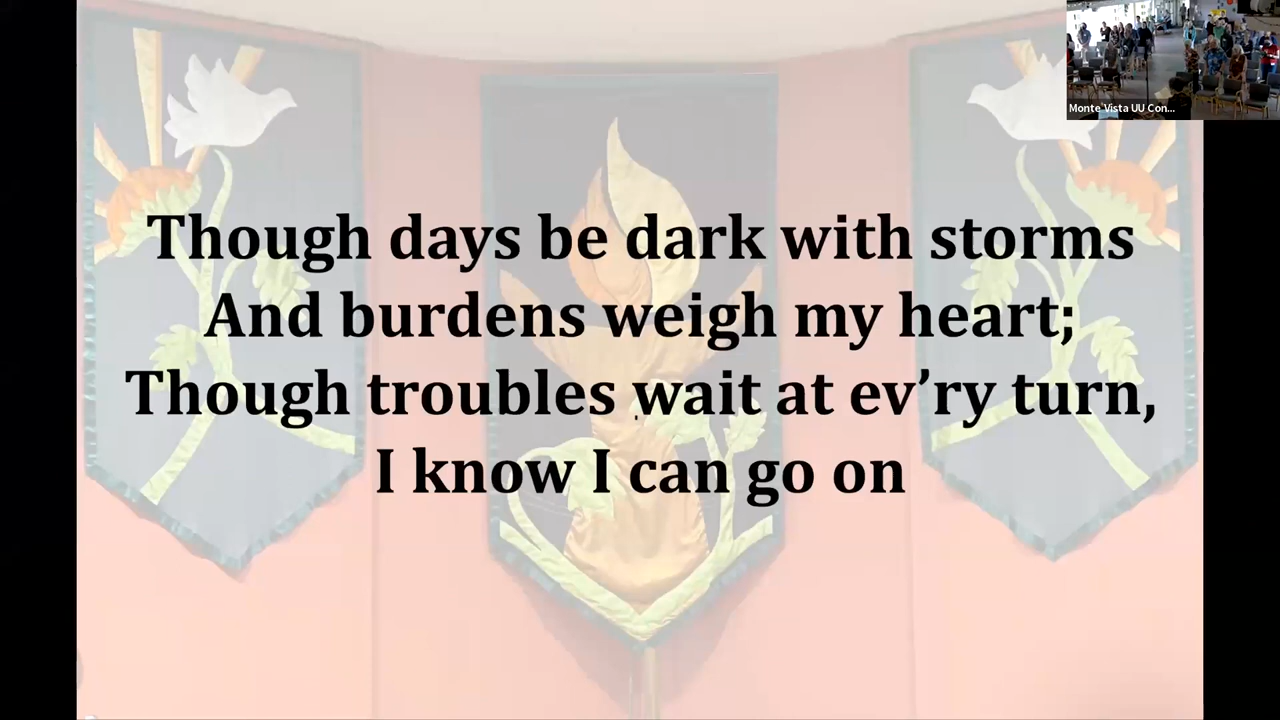 Monte Vista UU Con...
Though days be dark with storms
And burdens weigh my heart;
Though troubles wait at ev’ry turn,
I know I can go on